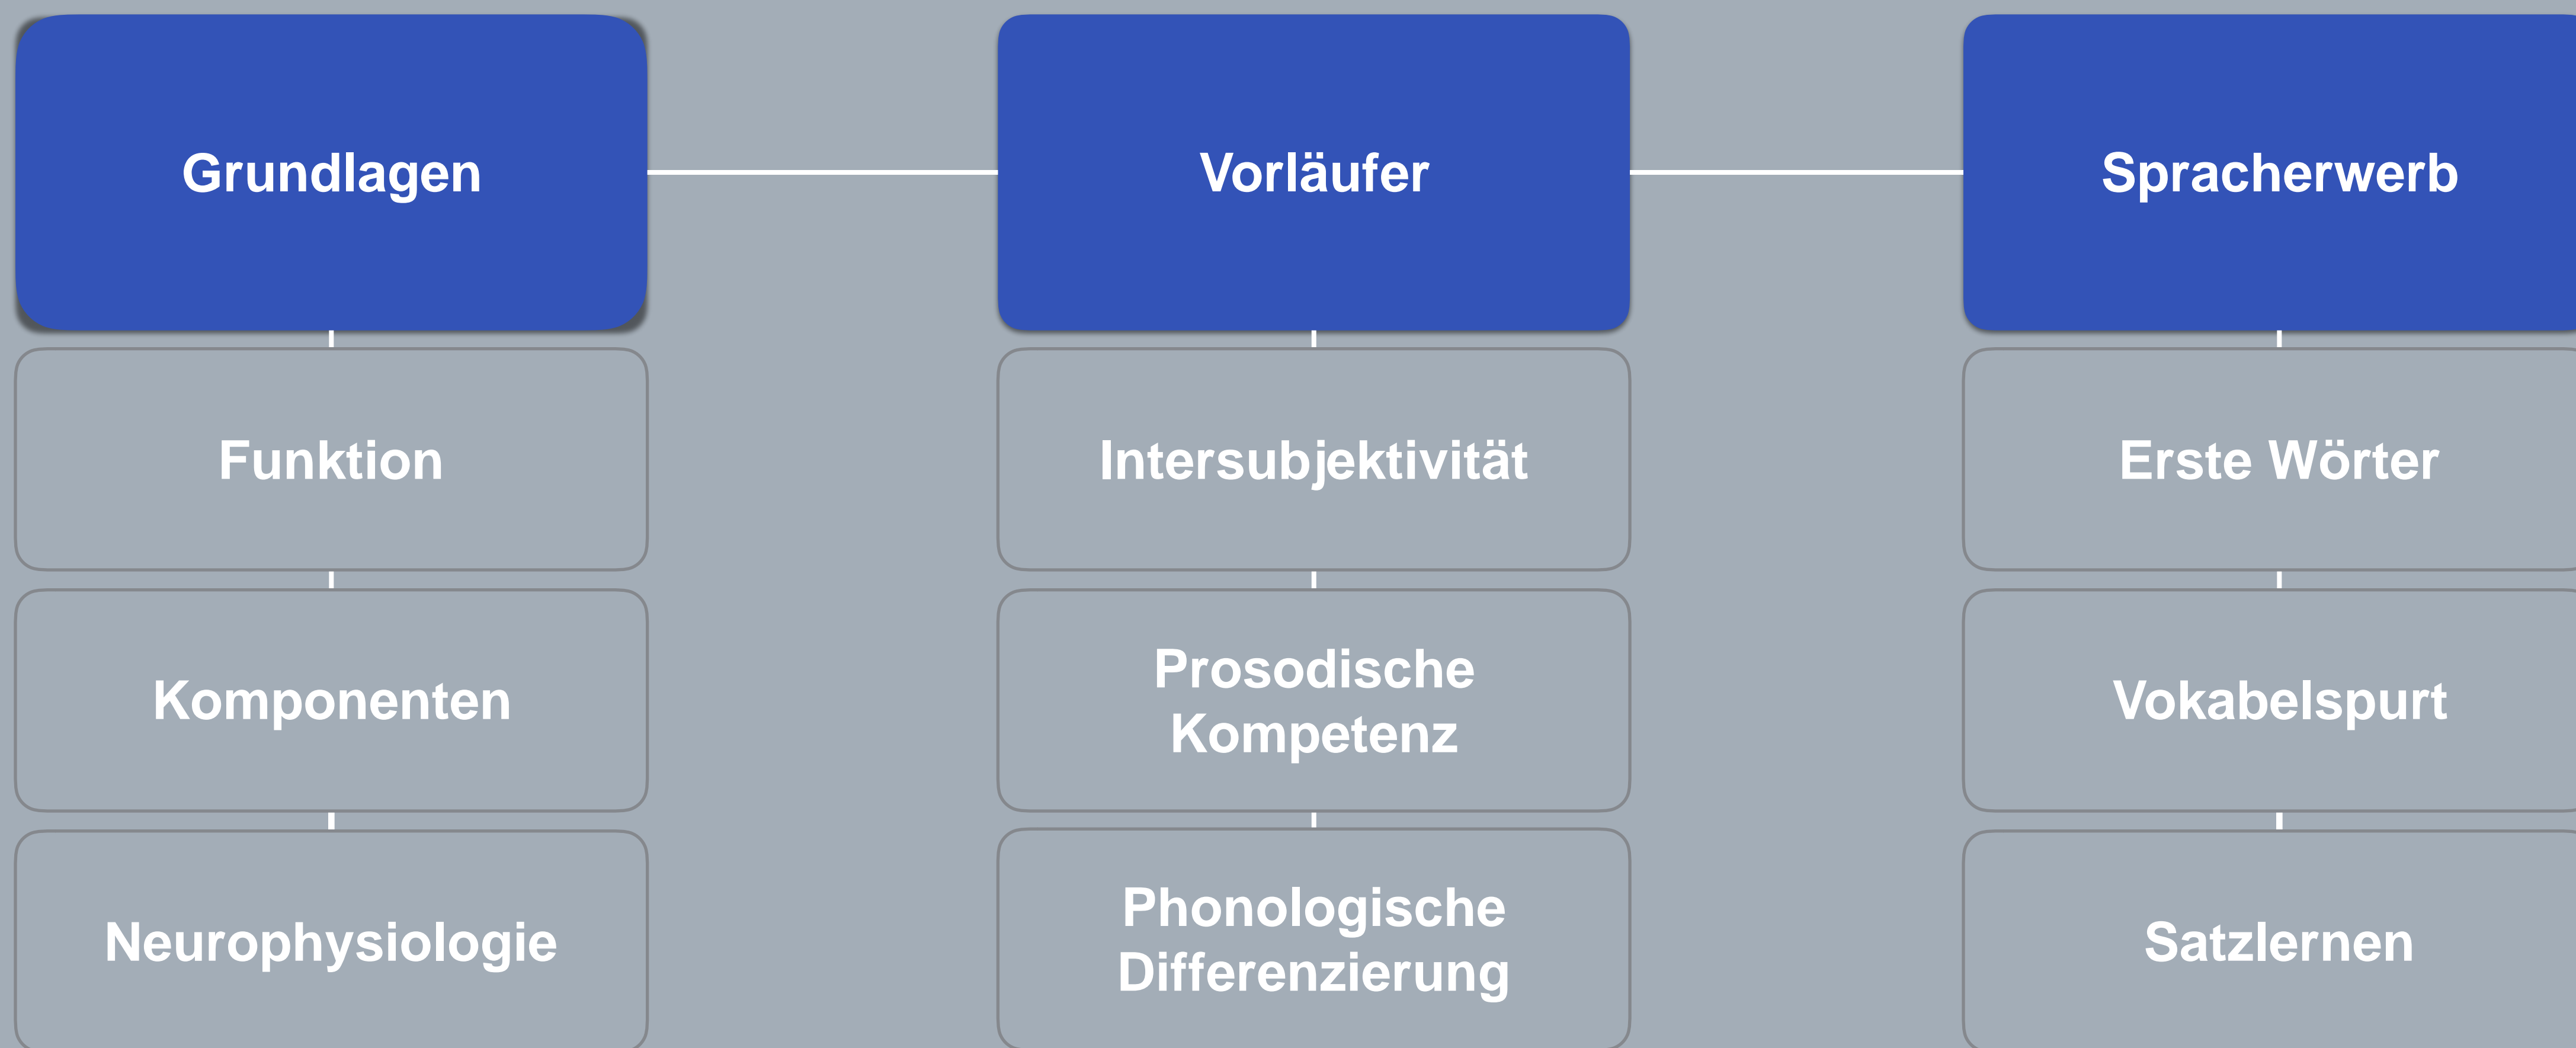 Grundlagen
Vorläufer
Spracherwerb
Funktion
Intersubjektivität
Erste Wörter
Komponenten
Prosodische
Kompetenz
Vokabelspurt
Neurophysiologie
Phonologische
Differenzierung
Satzlernen